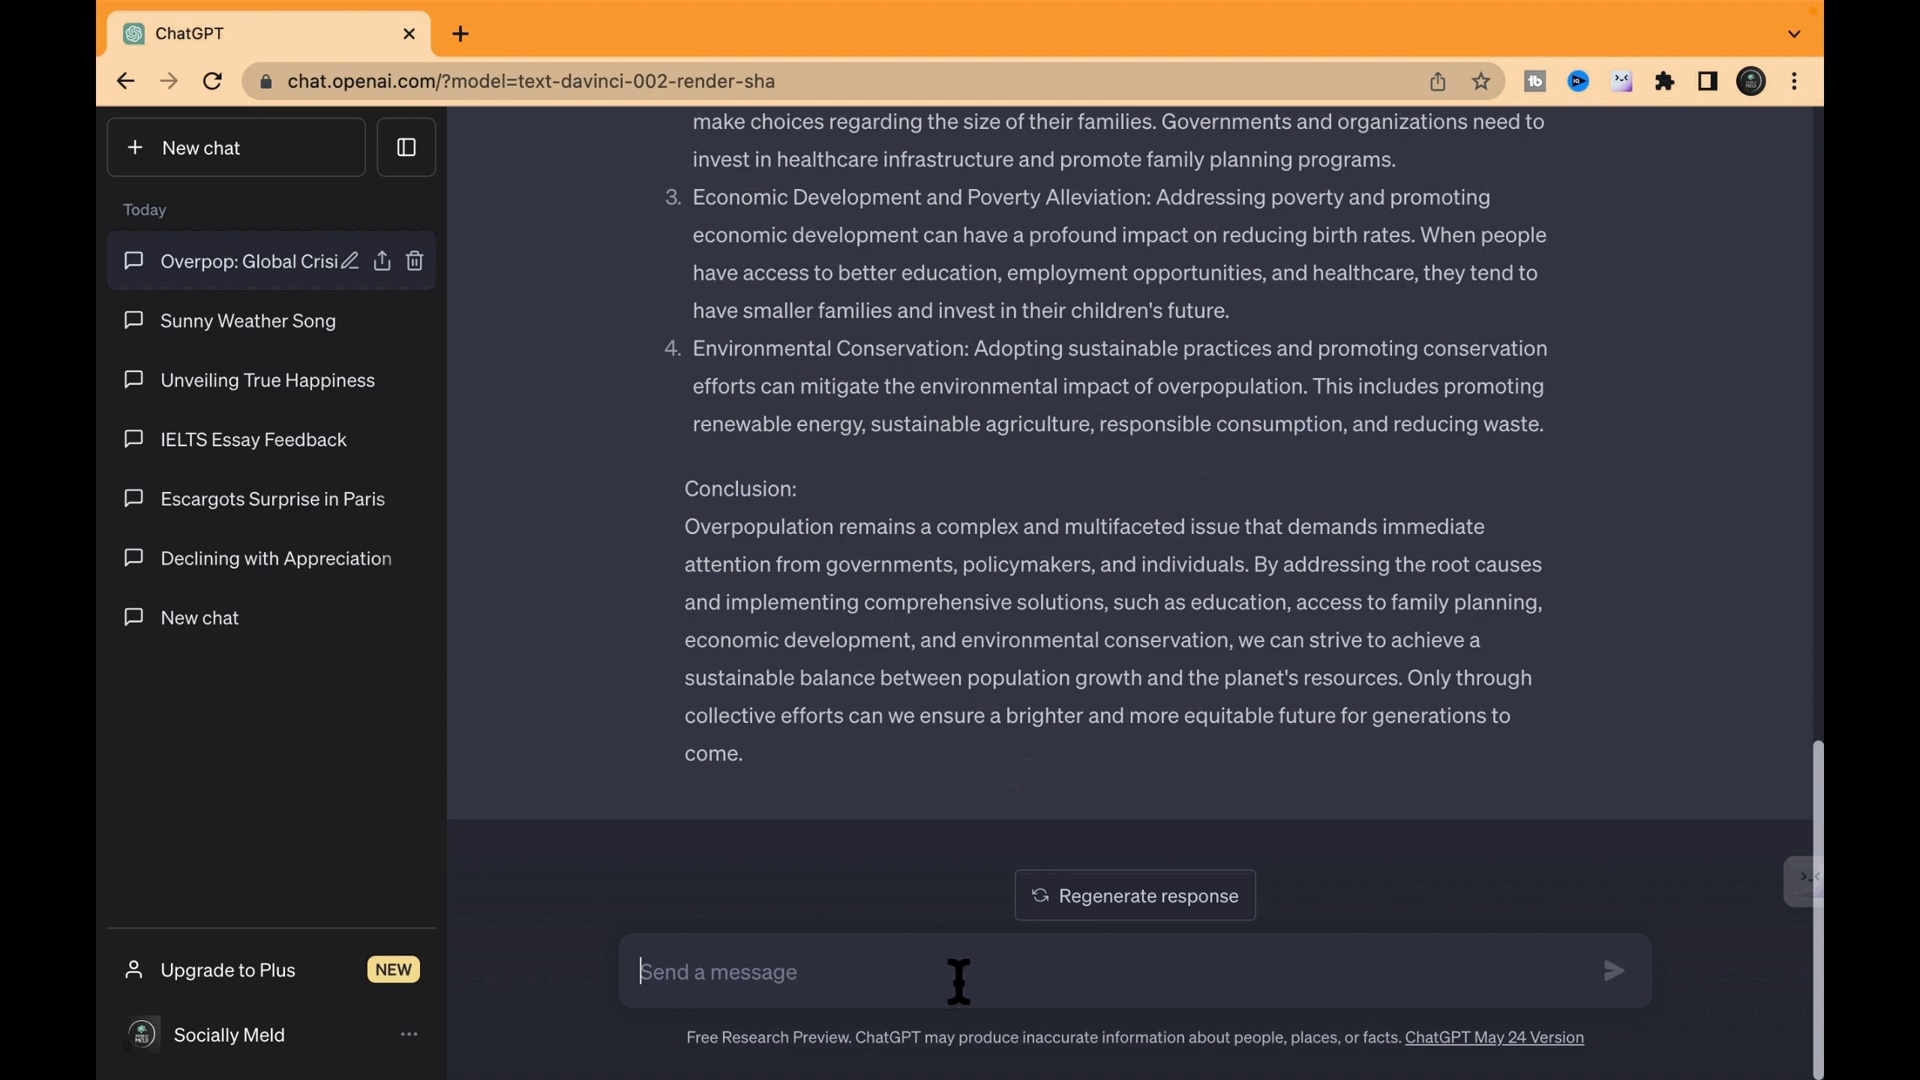 ChatGPT
chat.openai.com/?model=text-davinci-002-render-sha
tb
New chat
Today
Overpop: Global Crisi
Sunny Weather Song
Unveiling True Happiness
IELTS Essay Feedback
Escargots Surprise in Paris
Declining with Appreciation
New chat
Upgrade to Plus NEW
Socially Meld
make choices regarding the size of their families. Governments and organizations need to
invest in healthcare infrastructure and promote family planning programs.
3. Economic Development and Poverty Alleviation: Addressing poverty and promoting
economic development can have a profound impact on reducing birth rates. When people
have access to better education, employment opportunities, and healthcare, they tend to
have smaller families and invest in their children's future.
4. Environmental Conservation: Adopting sustainable practices and promoting conservation
efforts can mitigate the environmental impact of overpopulation. This includes promoting
renewable energy, sustainable agriculture, responsible consumption, and reducing waste.
Conclusion:
Overpopulation remains a complex and multifaceted issue that demands immediate
attention from governments, policymakers, and individuals. By addressing the root causes
and implementing comprehensive solutions, such as education, access to family planning,
economic development, and environmental conservation, we can strive to achieve a
sustainable balance between population growth and the planet's resources. Only through
collective efforts can we ensure a brighter and more equitable future for generations to
come.
Regenerate response
Send a message
Free Research Preview. ChatGPT may produce inaccurate information about people, places, or facts. ChatGPT May 24 Version